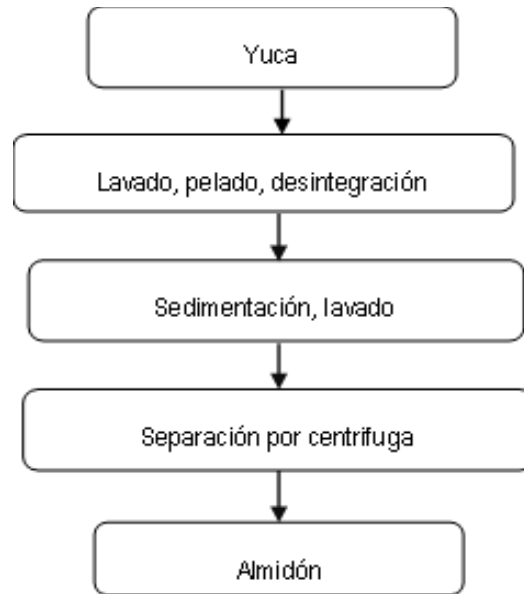 Yuca
Lavado, pelado, desintegración
Sedimentación, lavado
Separación por centrifuga
Almidón